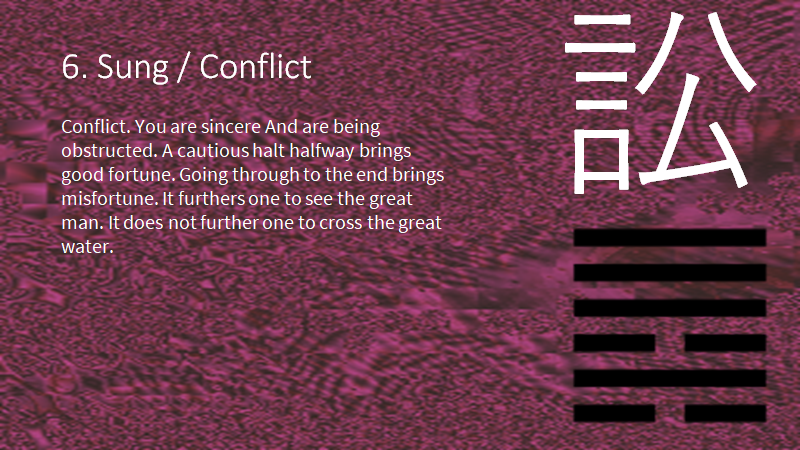 6. Sung / Conflict
訟
Conflict. You are sincere And are being
obstructed. A cautious halt halfway brings
good fortune. Going through to the end brings
misfortune. It furthers one to see the great
man. It does not further one to cross the great
water.